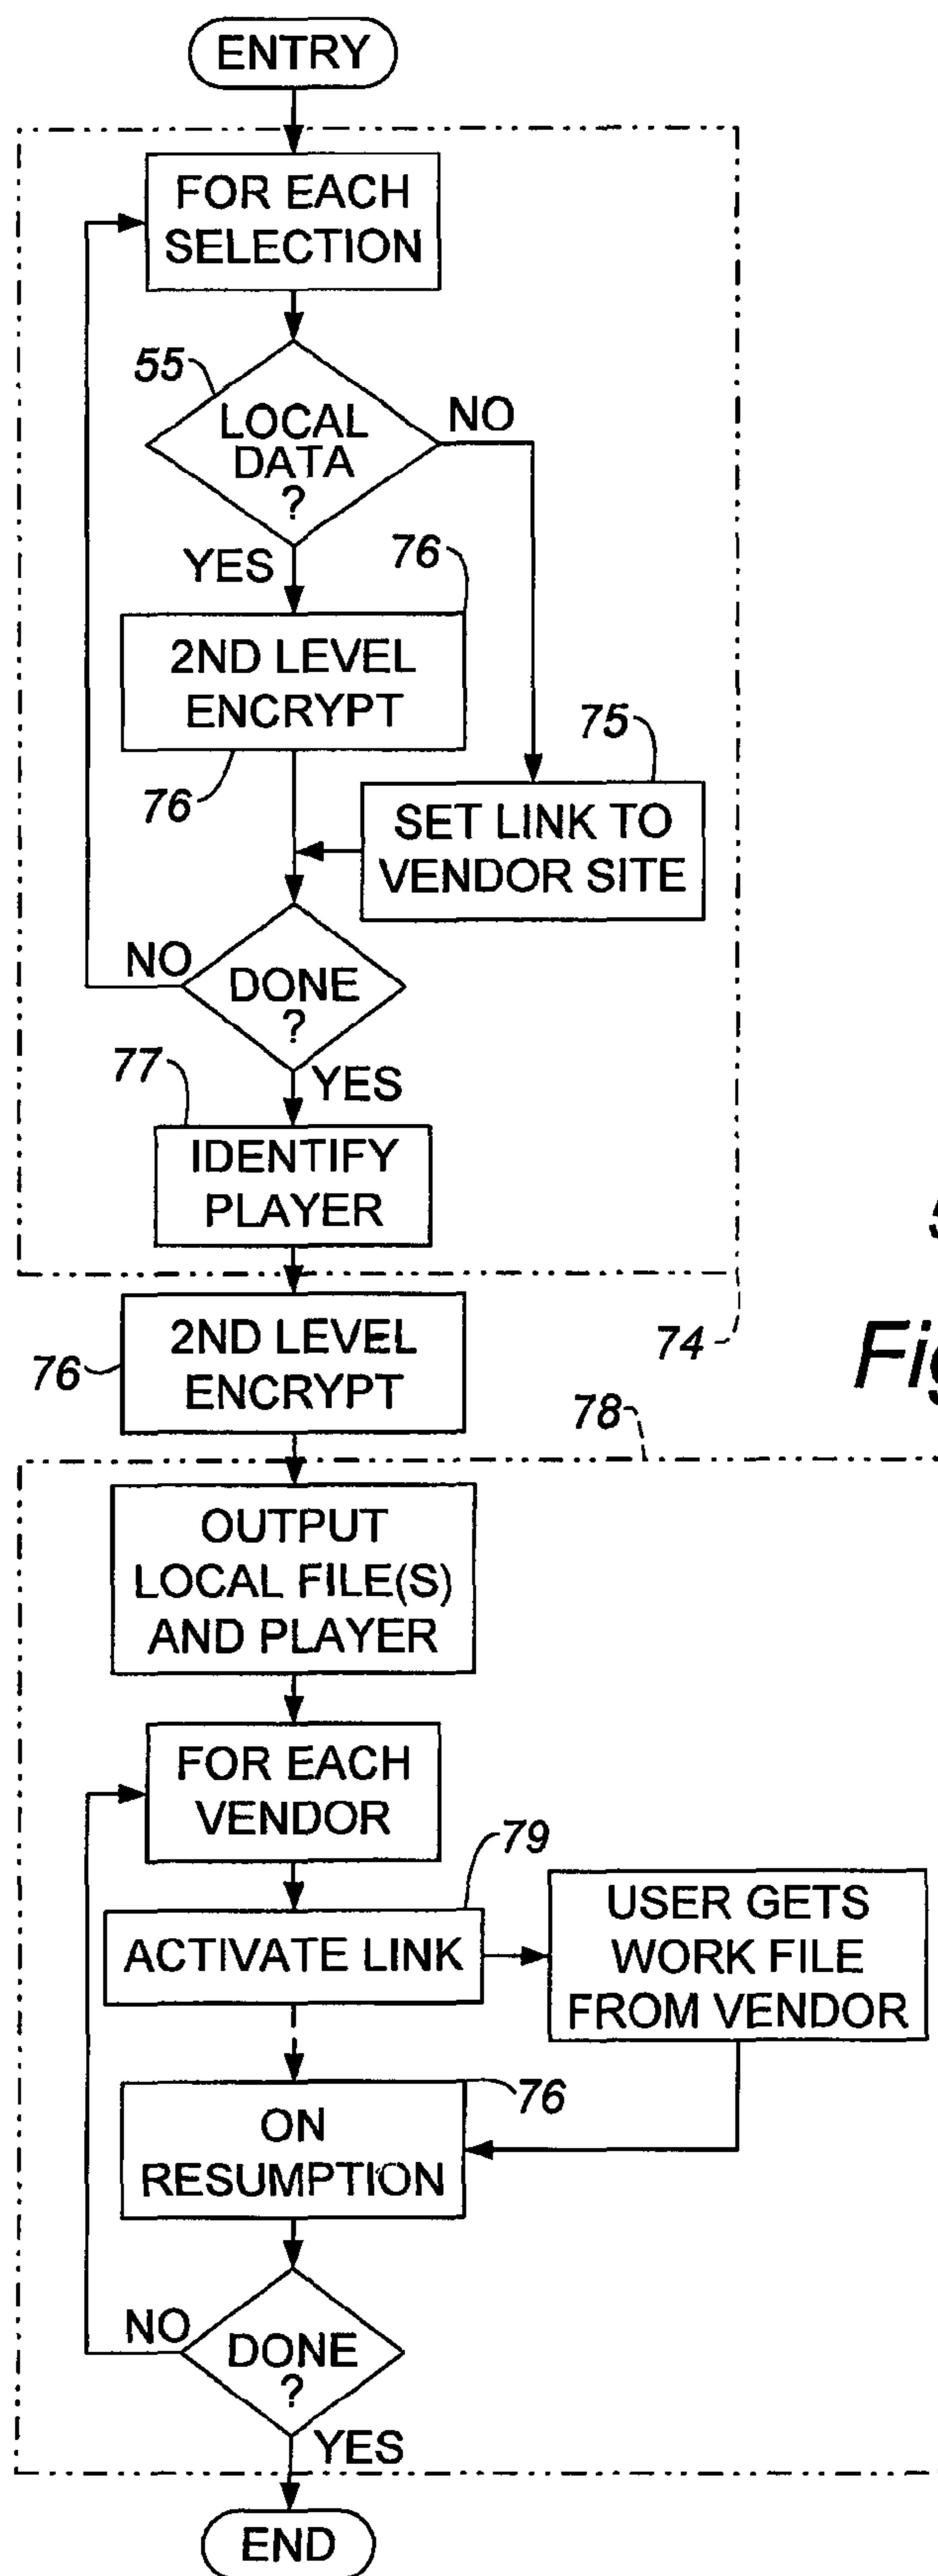 ENTRY
FOR EACH
SELECTION
55
LOCAL
DATA
?
NO
YES
76
2ND LEVEL
ENCRYPT
76
75
SET LINK TO
VENDOR SITE
NO
DONE
?
YES
77
IDENTIFY
PLAYER
74
76
2ND LEVEL
ENCRYPT
78
OUTPUT
LOCAL FILE(S)
AND PLAYER
FOR EACH
VENDOR
79
ACTIVATE LINK
USER GETS
WORK FILE
FROM VENDOR
76
ON
RESUMPTION
NO
DONE
?
YES
END